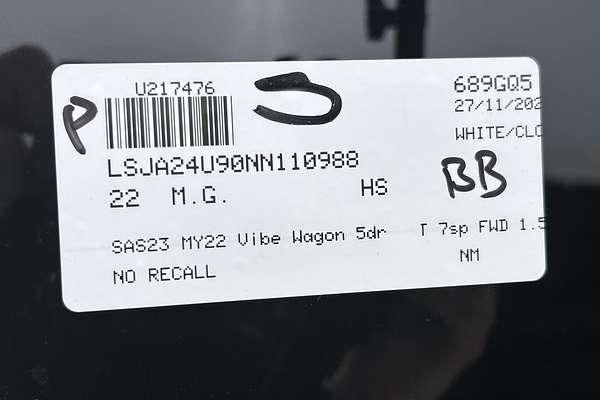 U217476
689GQ5
27/11/202
P
WHITE/CLO
LSJA24U90NN110988
BB
22 M.G. HS
SAS23 MY22 Vibe Wagon 5dr T 7sp FWD 1.5
NO RECALL NM